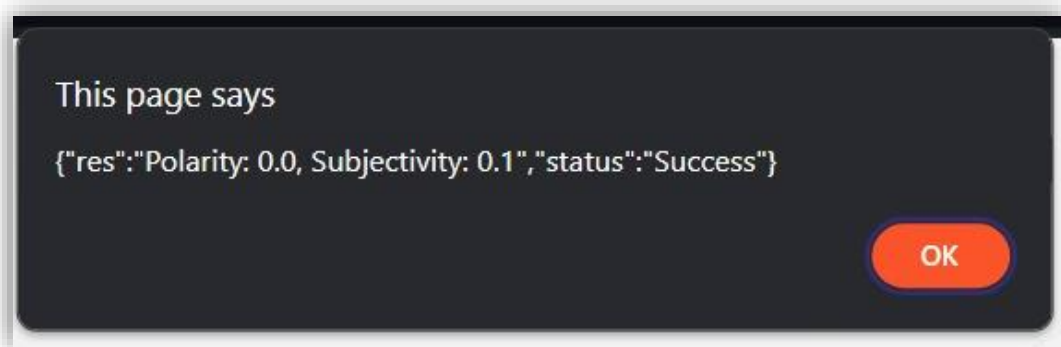 This page says
{"res":"Polarity: 0.0, Subjectivity: 0.1","status":"Success"}
OK